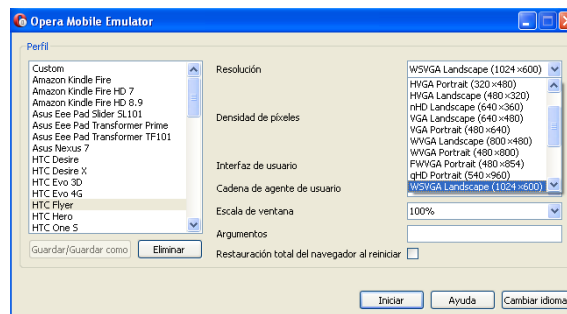 Opera Mobile Emulator
Perfil
Custom
Amazon Kindle Fire
Amazon Kindle Fire HD 7
Amazon Kindle Fire HD 8.9
Asus Eee Pad Slider SL101
Asus Eee Pad Transformer Prime
Asus Eee Pad Transformer TF101
Asus Nexus 7
HTC Desire
HTC Desire X
HTC Evo 3D
HTC Evo 4G
HTC Flyer
HTC Hero
HTC One S
Guardar/Guardar como
Eliminar
Resolución
WSVGA Landscape (1024×600)
HVGA Portrait (320×480)
HVGA Landscape (480×320)
nHD Landscape (640×360)
VGA Landscape (640×480)
VGA Portrait (480×640)
WVGA Landscape (800×480)
WVGA Portrait (480×800)
FWVGA Portrait (480×854)
qHD Portrait (540×960)
WSVGA Landscape (1024×600)
Densidad de píxeles
Interfaz de usuario
Cadena de agente de usuario
Escala de ventana
100%
Argumentos
Restauración total del navegador al reiniciar
Iniciar
Ayuda
Cambiar idioma